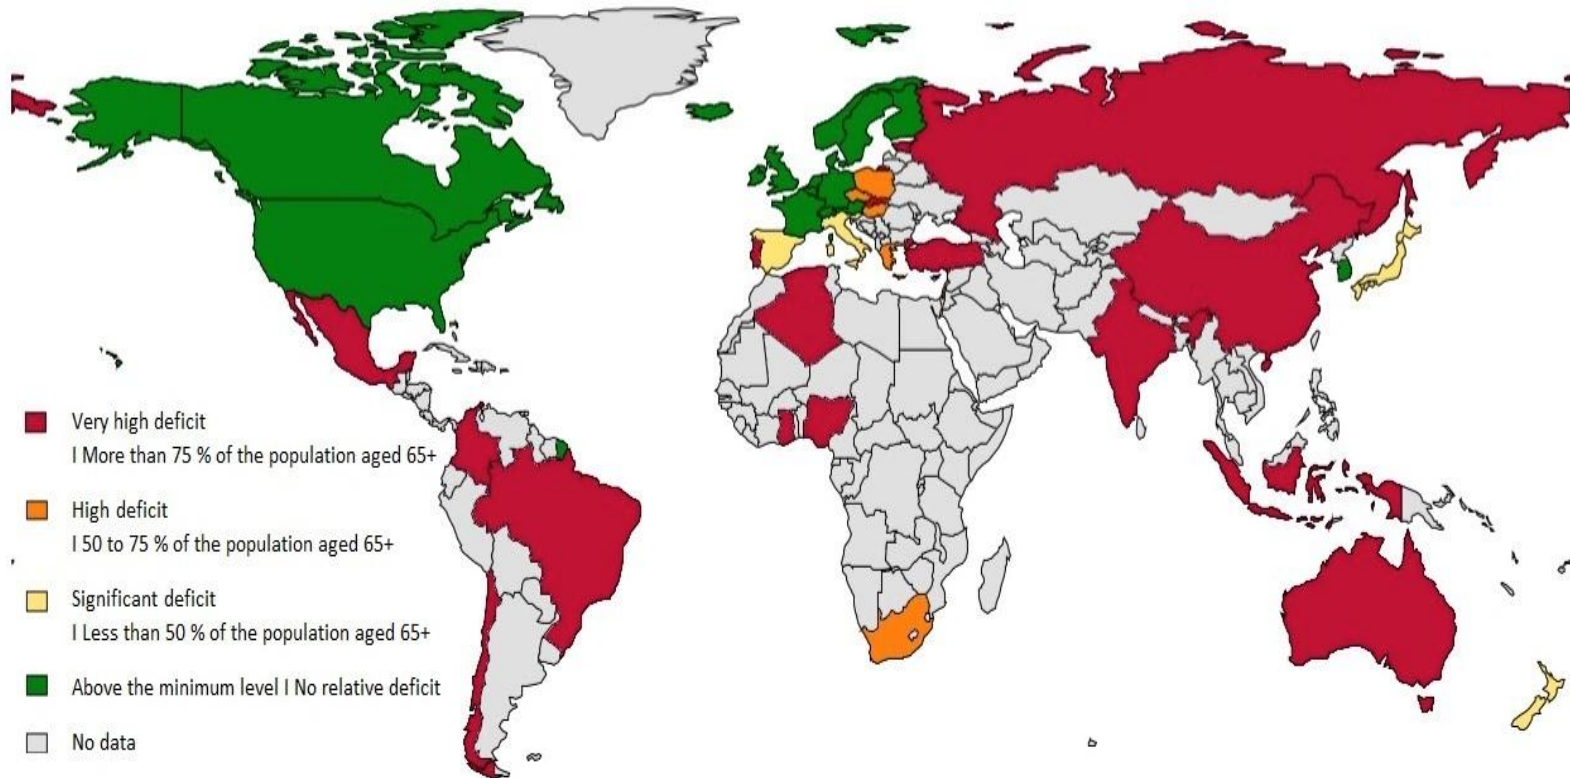 Very high deficit
I More than 75 % of the population aged 65+
High deficit
I 50 to 75 % of the population aged 65+
Significant deficit
I Less than 50 % of the population aged 65+
Above the minimum level I No relative deficit
No data